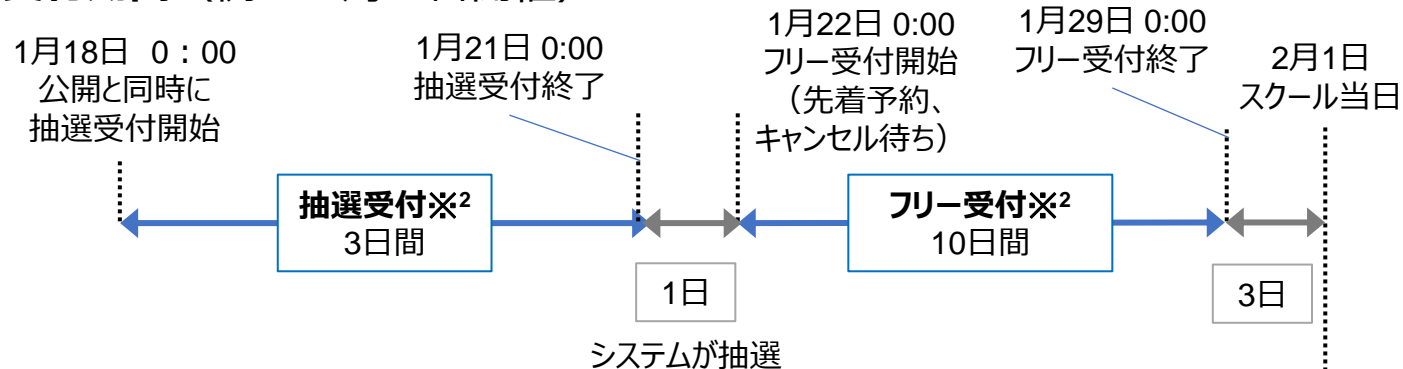 1月18日 0：00
公開と同時に
抽選受付開始
1月21日 0:00
抽選受付終了
1月22日 0:00
フリー受付開始
（先着予約、
キャンセル待ち）
1月29日 0:00
フリー受付終了
2月1日
スクール当日
抽選受付※2
3日間
フリー受付※2
10日間
1日
3日
システムが抽選